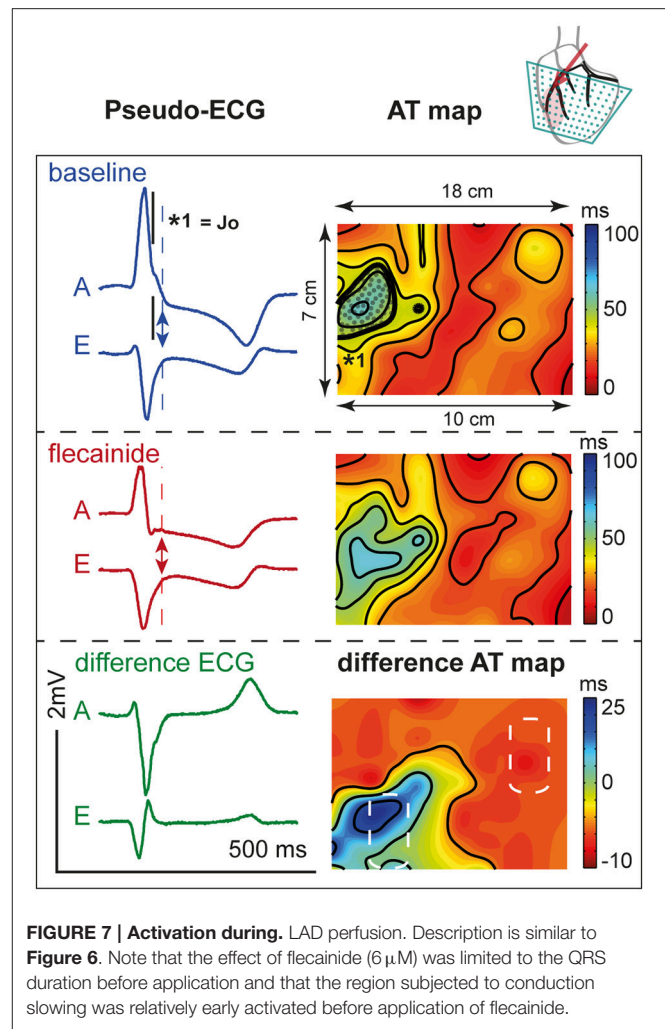 Pseudo-ECG
AT map
baseline
*1 = Jo
A
E
18 cm
7 cm
*1
10 cm
ms
100
50
0
flecainide
A
E
ms
100
50
0
difference ECG
A
E
2mV
500 ms
difference AT map
ms
25
0
-10
FIGURE 7 | Activation during. LAD perfusion. Description is similar to
Figure 6. Note that the effect of flecainide (6 μM) was limited to the QRS
duration before application and that the region subjected to conduction
slowing was relatively early activated before application of flecainide.